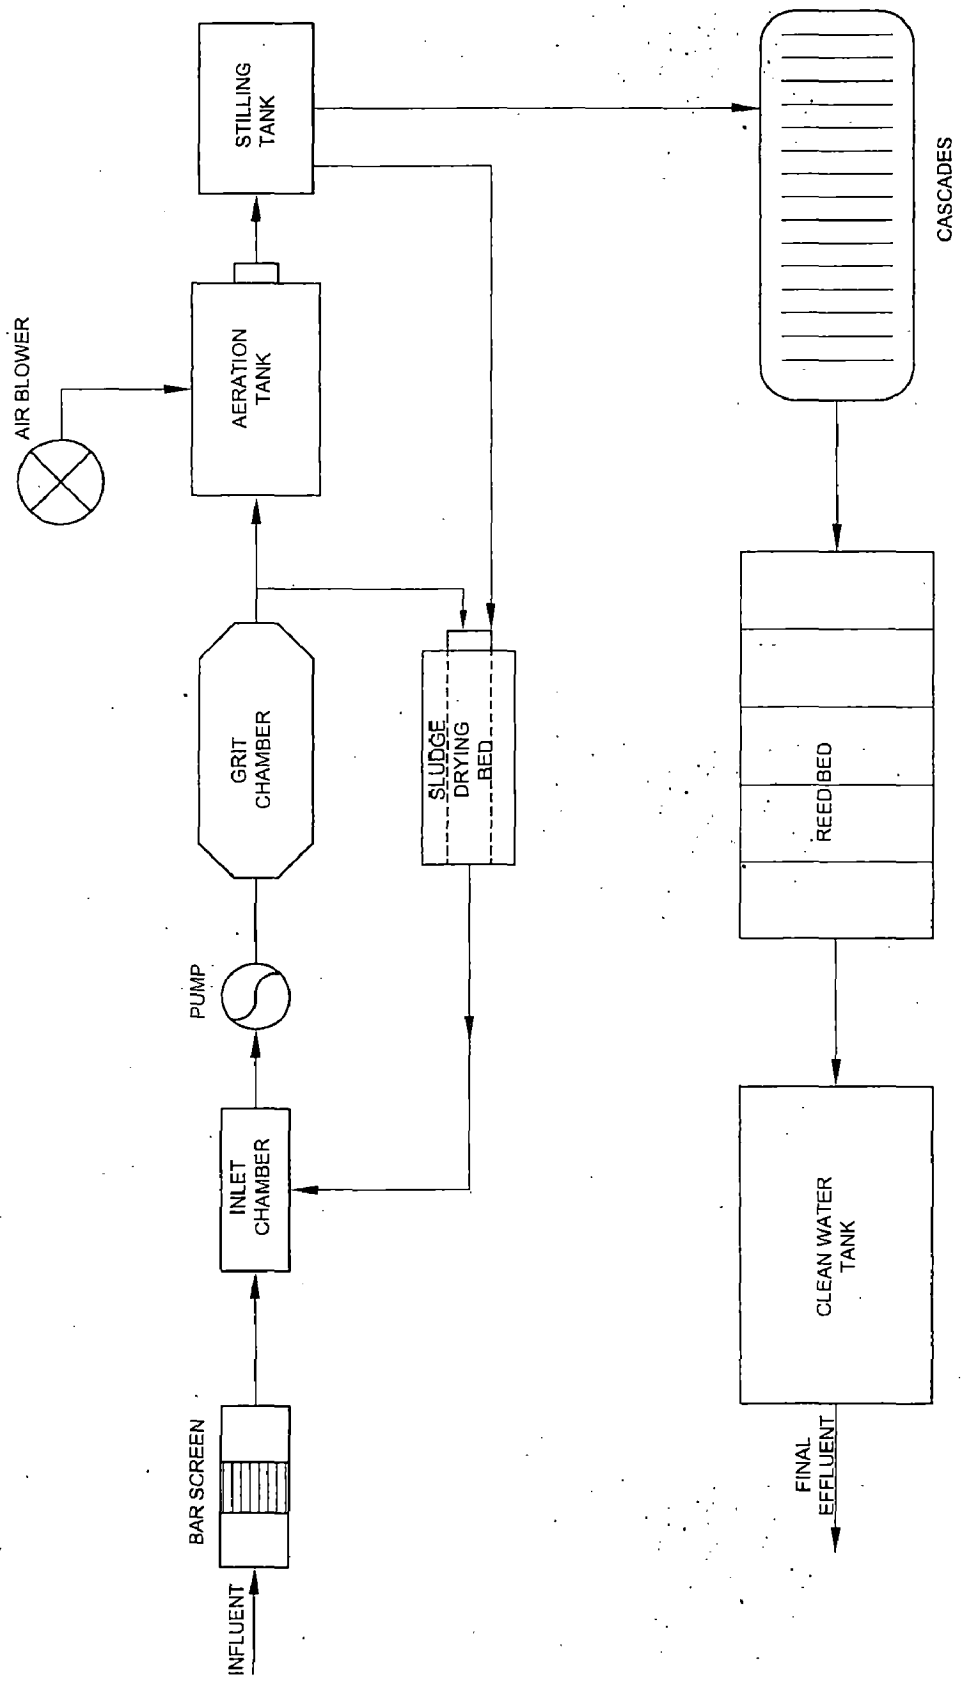 INFLUENT
BAR SCREEN
INLET
CHAMBER
PUMP
GRIT
CHAMBER
SLUDGE
DRYING
BED
AIR BLOWER
AERATION
TANK
STILLING
TANK
CASCADES
REED BED
CLEAN WATER
TANK
FINAL
EFFLUENT